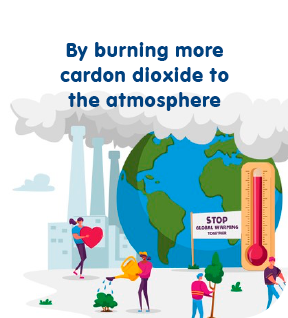 By burning more
cardon dioxide to
the atmosphere
STOP
GLOBAL WARMING
TOGETHER